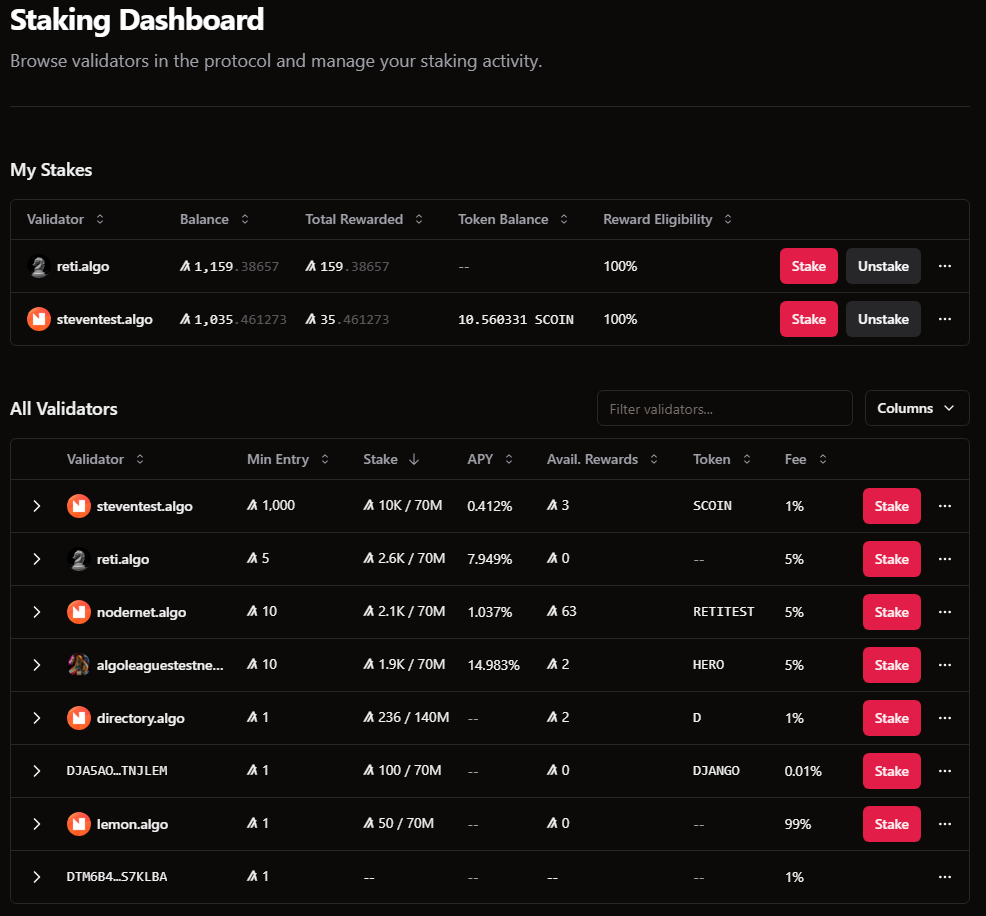 Staking Dashboard
Browse validators in the protocol and manage your staking activity.
My Stakes
Validator Balance Total Rewarded Token Balance Reward Eligibility
reti.algo 1,159.38657 159.38657 -- 100% Stake Unstake ...
steventest.algo 1,035.461273 35.461273 10.560331 SCOIN 100% Stake Unstake ...
All Validators Filter validators... Columns
Validator Min Entry Stake APY Avail. Rewards Token Fee
steventest.algo 1,000 10K / 70M 0.412% 3 SCOIN 1% Stake ...
reti.algo 5 2.6K / 70M 7.949% 0 -- 5% Stake ...
nodernet.algo 10 2.1K / 70M 1.037% 63 RETITEST 5% Stake ...
algoleaguestestne... 10 1.9K / 70M 14.983% 2 HERO 5% Stake ...
directory.algo 1 236 / 140M -- 2 D 1% Stake ...
DJA5AO…TNJLEM 1 100 / 70M -- 0 DJANGO 0.01% Stake ...
lemon.algo 1 50 / 70M -- 0 -- 99% Stake ...
DTM6B4…S7KLBA 1 -- -- -- -- 1% ...